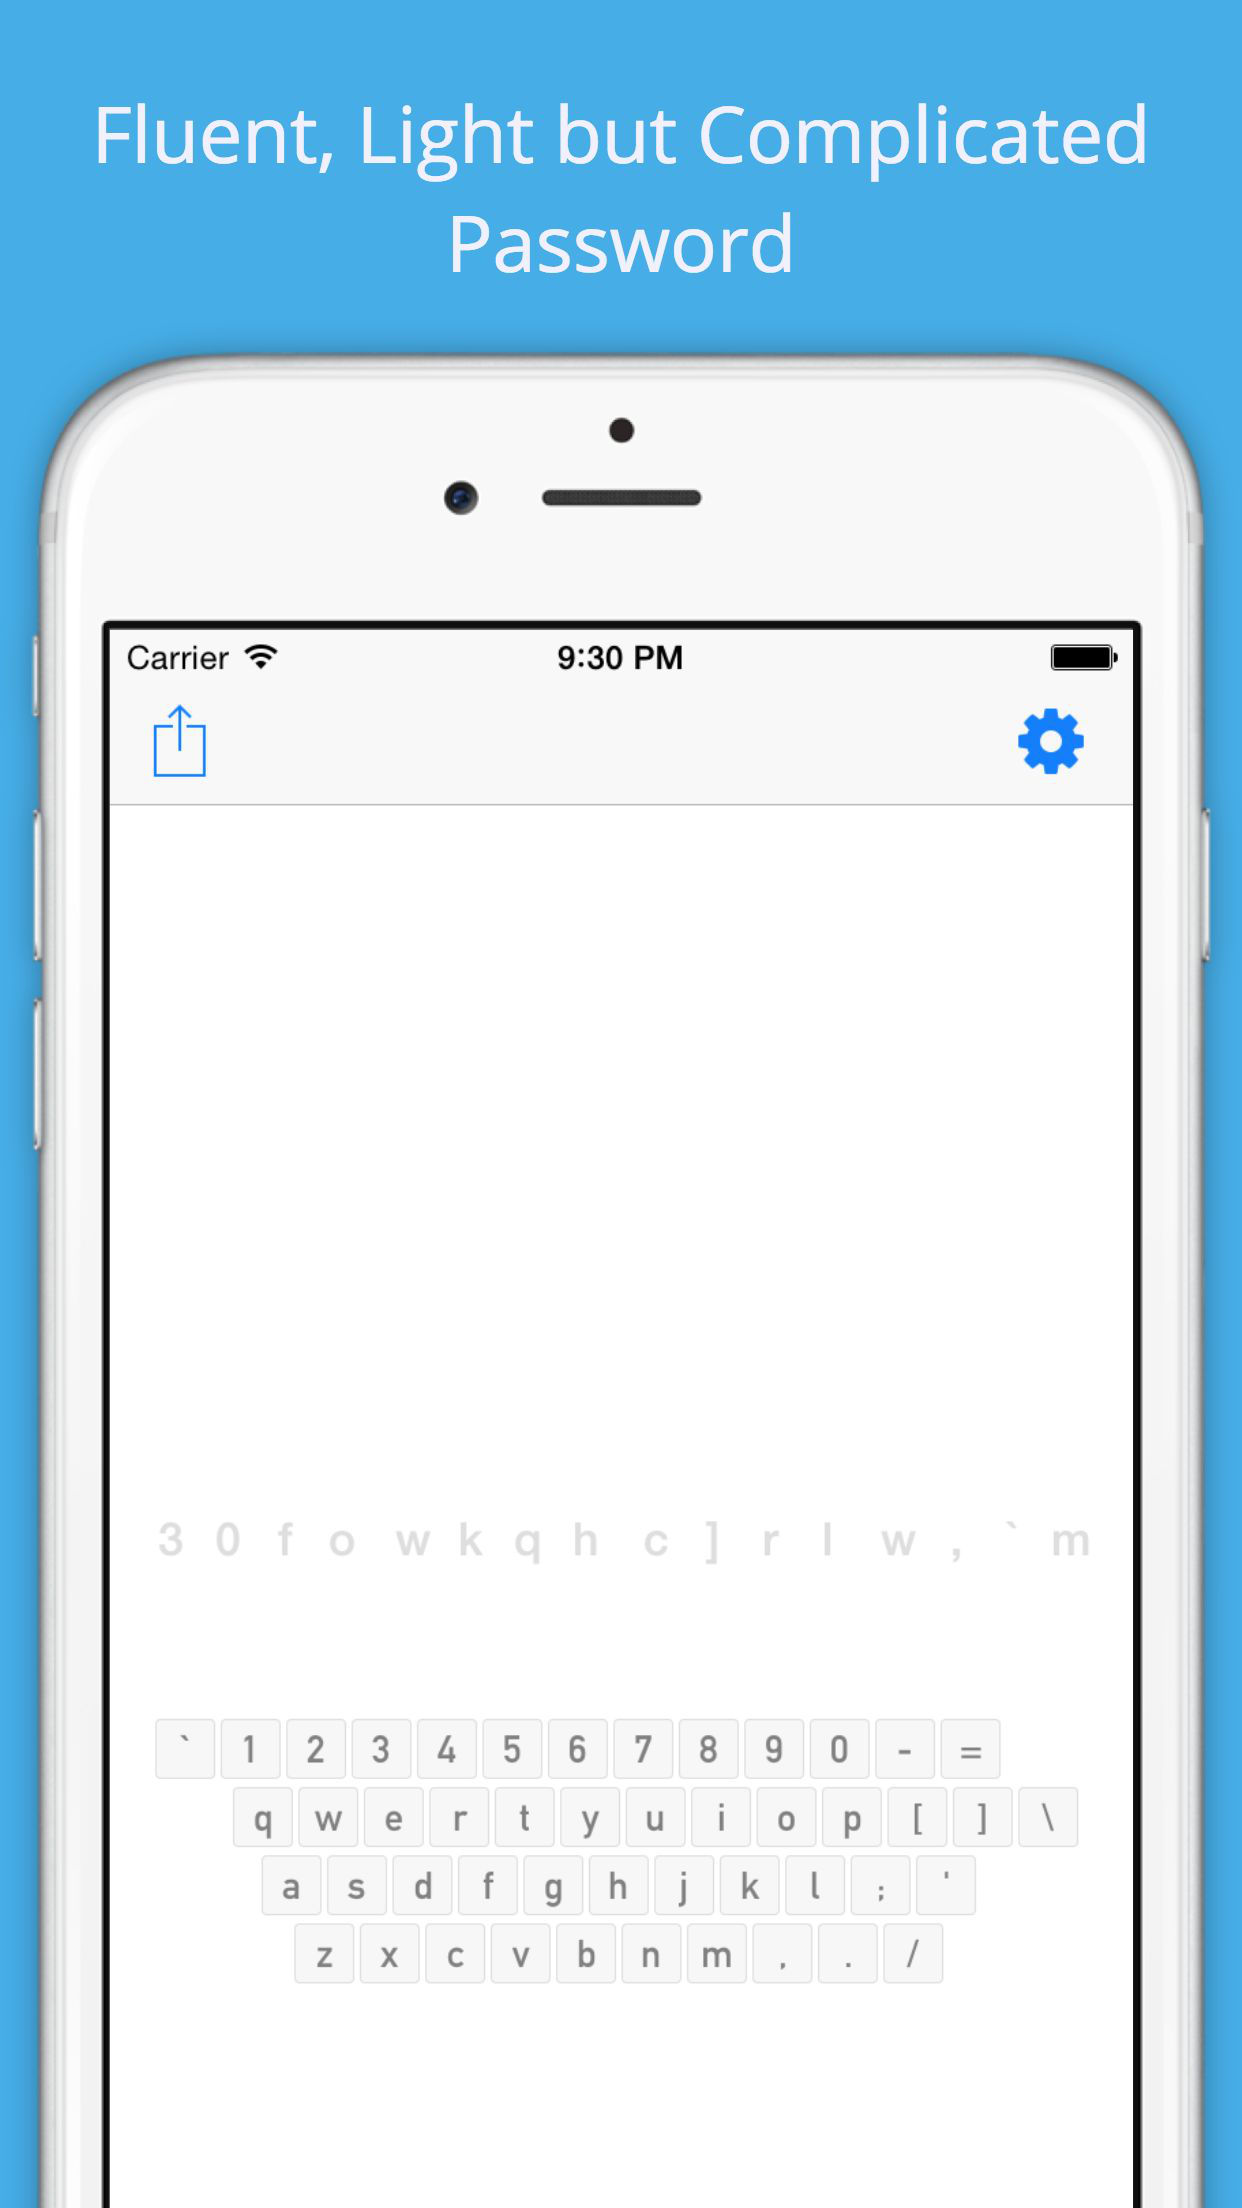 Fluent, Light but Complicated
Password
Carrier 9:30 PM
3 0 f o w k q h c ] r l w , ` m
` 1 2 3 4 5 6 7 8 9 0 - =
q w e r t y u i o p [ ] \
a s d f g h j k l ; '
z x c v b n m , . /